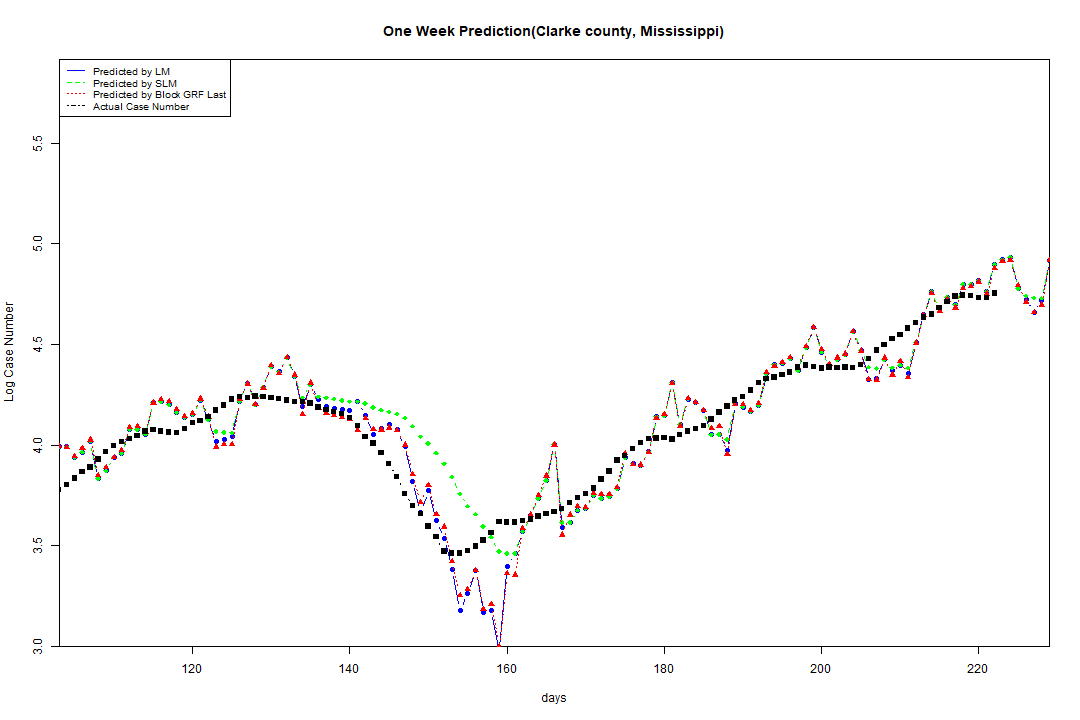 One Week Prediction(Clarke county, Mississippi)
Predicted by LM
Predicted by SLM
Predicted by Block GRF Last
Actual Case Number
5.5
5.0
4.5
4.0
3.5
3.0
Log Case Number
120 140 160 180 200 220
days